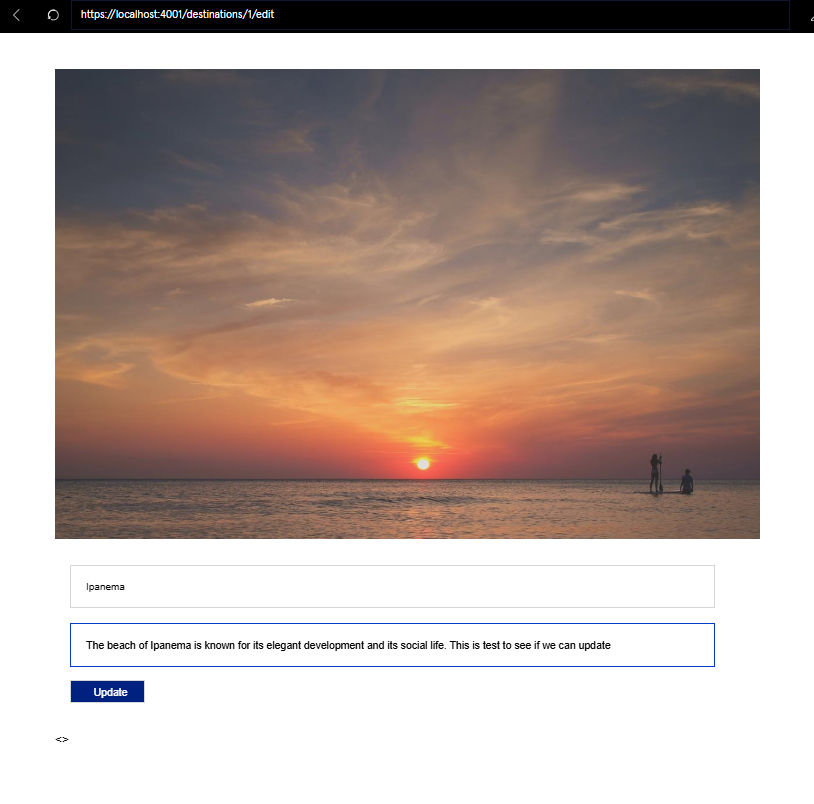 https://localhost:4001/destinations/1/edit
Ipanema
The beach of Ipanema is known for its elegant development and its social life. This is test to see if we can update
Update
<>